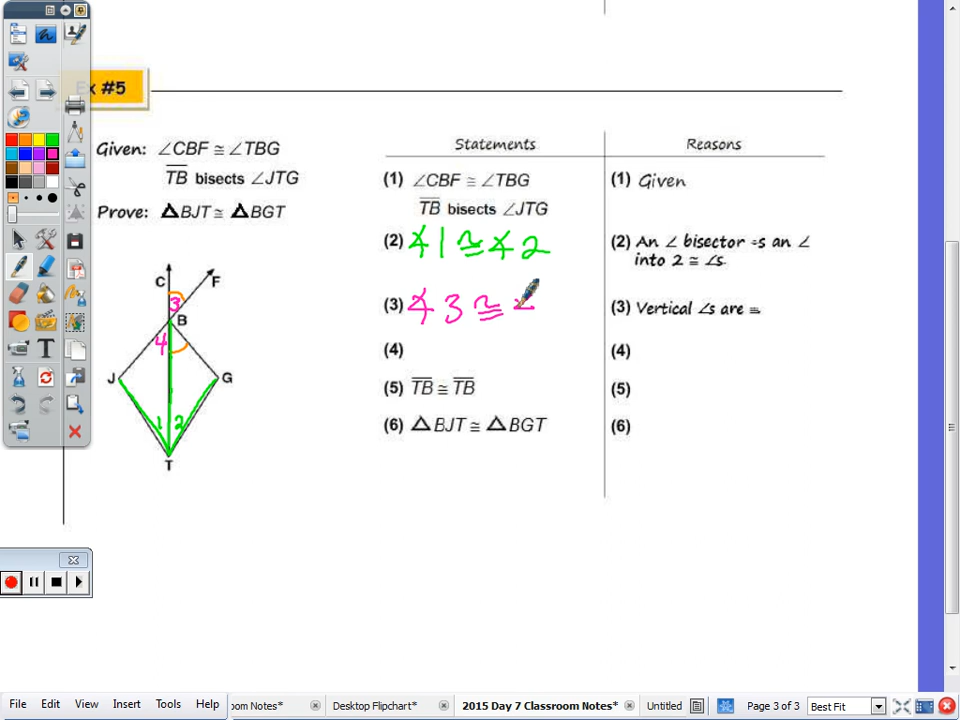 Ex #5
Given: ∠CBF ≅ ∠TBG
TB bisects ∠JTG
Prove: △BJT ≅ △BGT
C
F
3
B
4
J
G
1 2
T
Statements
Reasons
(1) ∠CBF ≅ ∠TBG
TB bisects ∠JTG
(1) Given
(2) ∡1 ≅ ∡2
(2) An ∠ bisector ÷s an ∠
into 2 ≅ ∠s.
(3) ∡3 ≅
(3) Vertical ∠s are ≅
(4)
(4)
(5) TB ≅ TB
(5)
(6) △BJT ≅ △BGT
(6)
File Edit View Insert Tools Help
oom Notes*
Desktop Flipchart*
2015 Day 7 Classroom Notes*
Untitled
Page 3 of 3
Best Fit